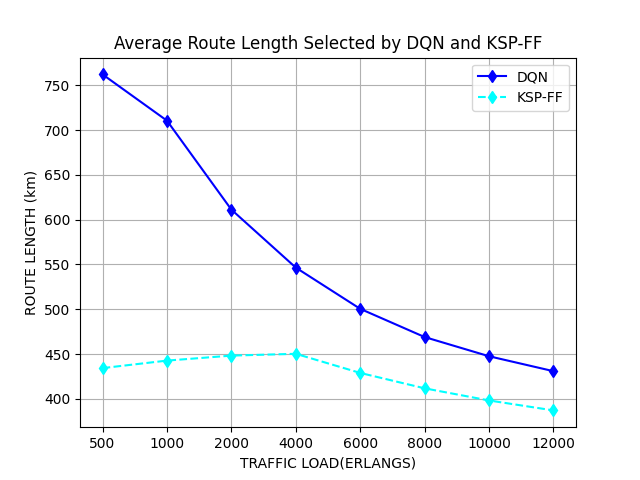 Average Route Length Selected by DQN and KSP-FF
DQN
KSP-FF
750
700
650
600
550
500
450
400
ROUTE LENGTH (km)
500 1000 2000 4000 6000 8000 10000 12000
TRAFFIC LOAD(ERLANGS)